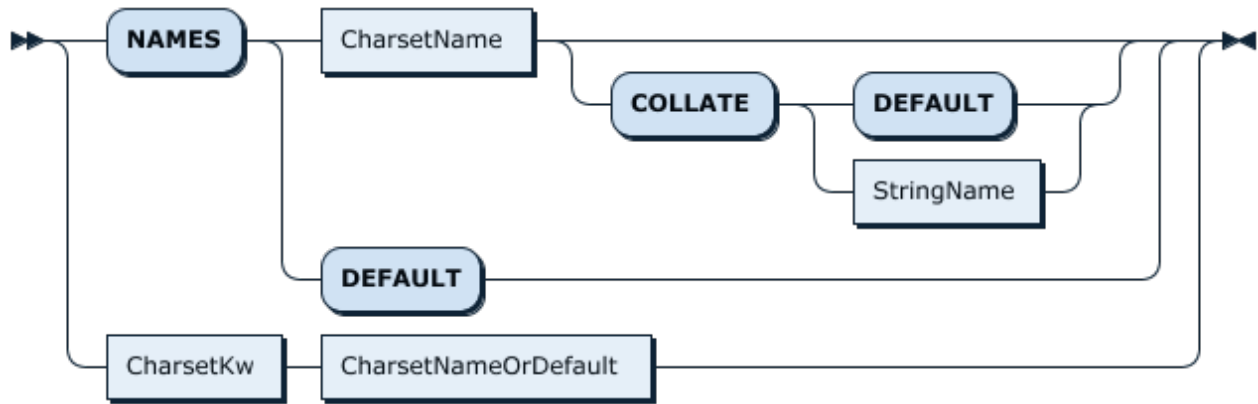 NAMES CharsetName
COLLATE DEFAULT
StringName
DEFAULT
CharsetKw CharsetNameOrDefault